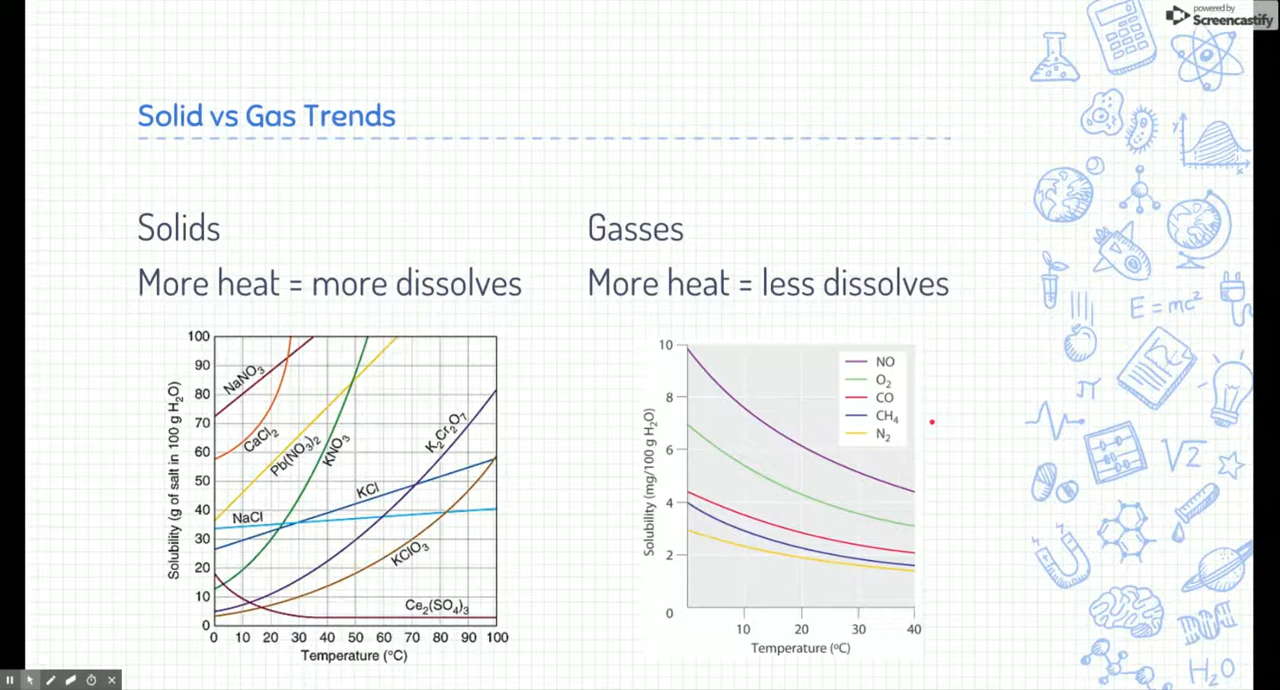 powered by
Screencastify
Solid vs Gas Trends
Solids
More heat = more dissolves
Gasses
More heat = less dissolves
Solubility (g of salt in 100 g H₂O)
100
90
80
70
60
50
40
30
20
10
0
NaNO₃
CaCl₂
Pb(NO₃)₂
KNO₃
K₂Cr₂O₇
KCl
NaCl
KClO₃
Ce₂(SO₄)₃
0 10 20 30 40 50 60 70 80 90 100
Temperature (°C)
Solubility (mg/100 g H₂O)
10
8
6
4
2
0
NO
O₂
CO
CH₄
N₂
10 20 30 40
Temperature (ºC)
y
x
E=mc²
π
√2
H₂O